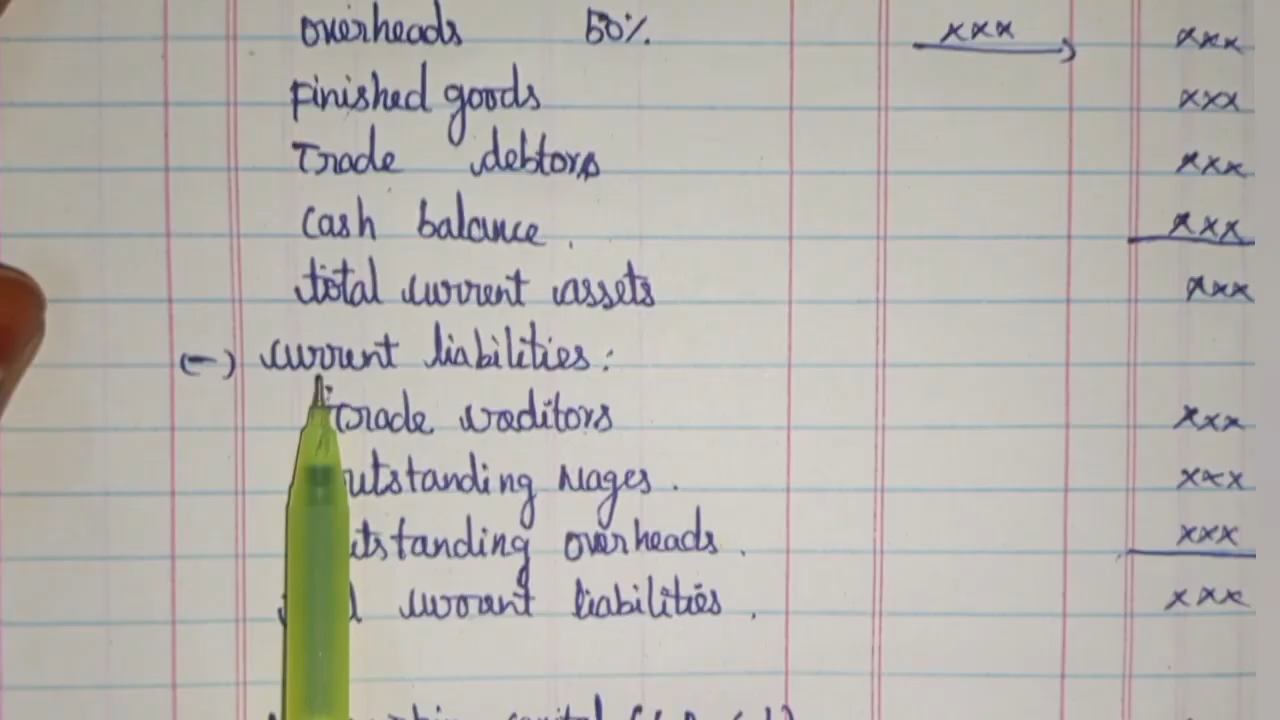 overheads 50% xxx xxx
Finished goods xxx
Trade debtors xxx
Cash balance. xxx
total current assets xxx
(-) current liabilities:
Trade creditors xxx
utstanding wages. xxx
tstanding overheads. xxx
current liabilities. xxx
capital